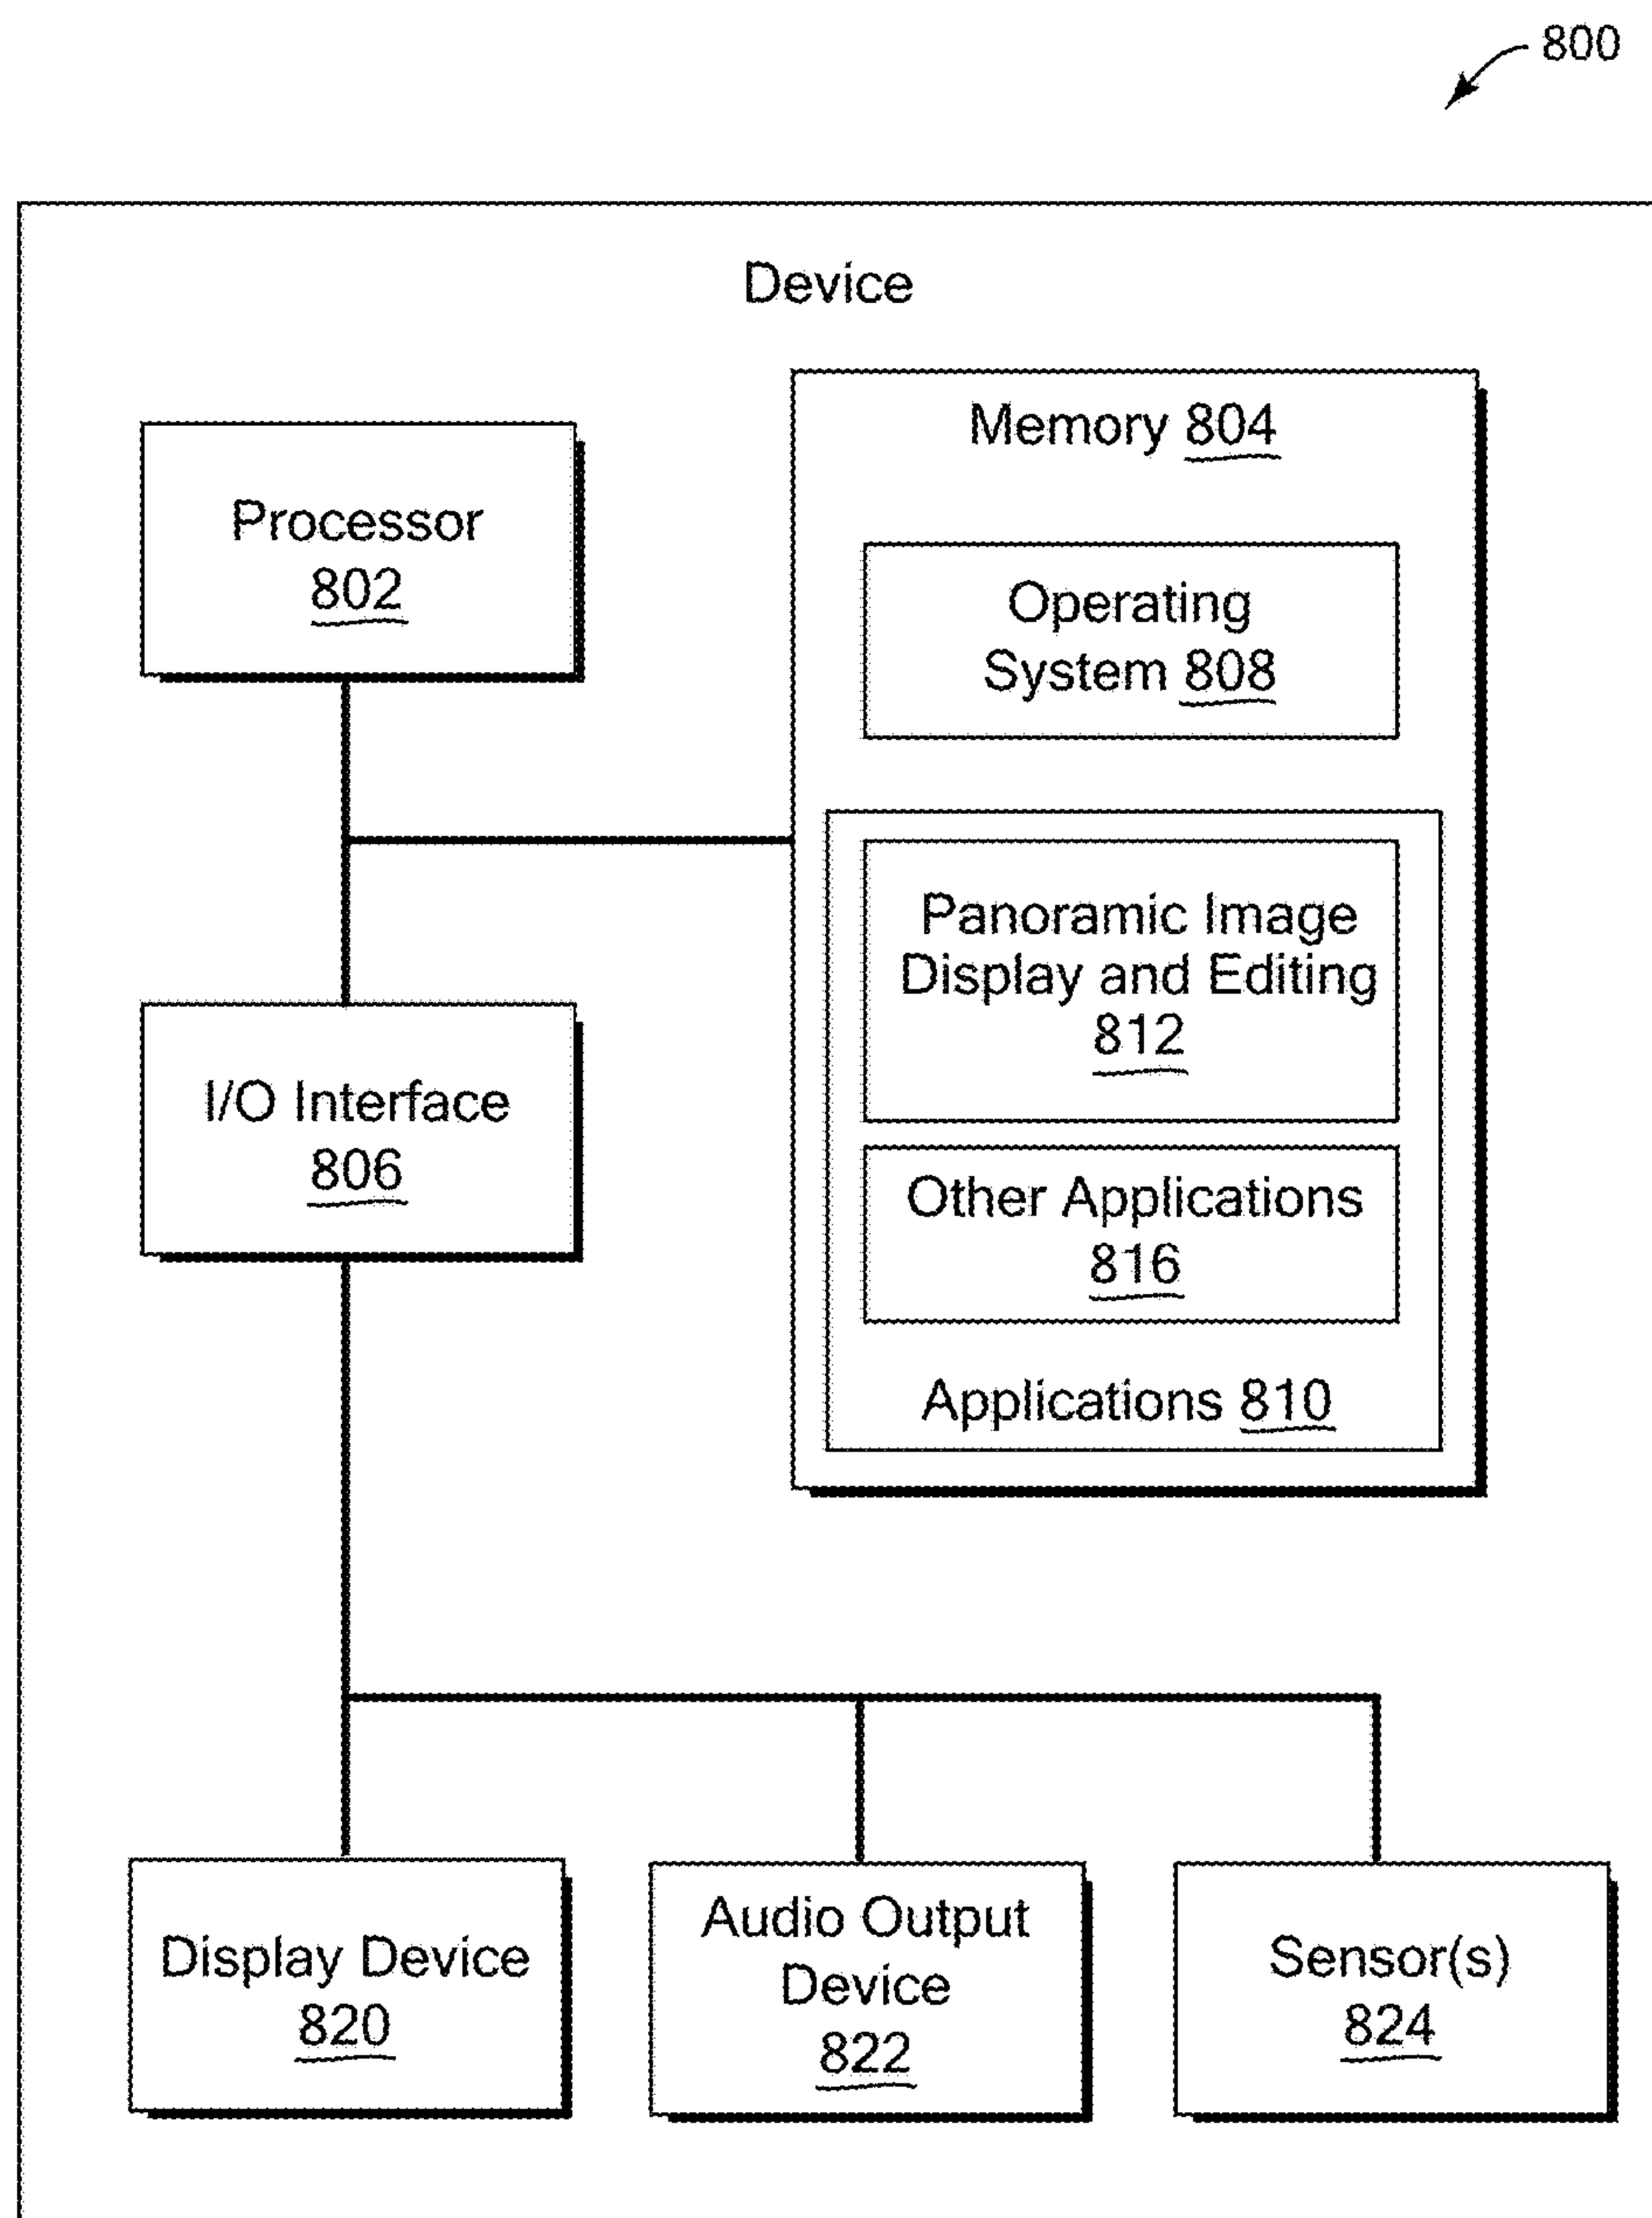 800
Device
Processor
802
Memory 804
Operating
System 808
Panoramic Image
Display and Editing
812
Other Applications
816
Applications 810
I/O Interface
806
Display Device
820
Audio Output
Device
822
Sensor(s)
824